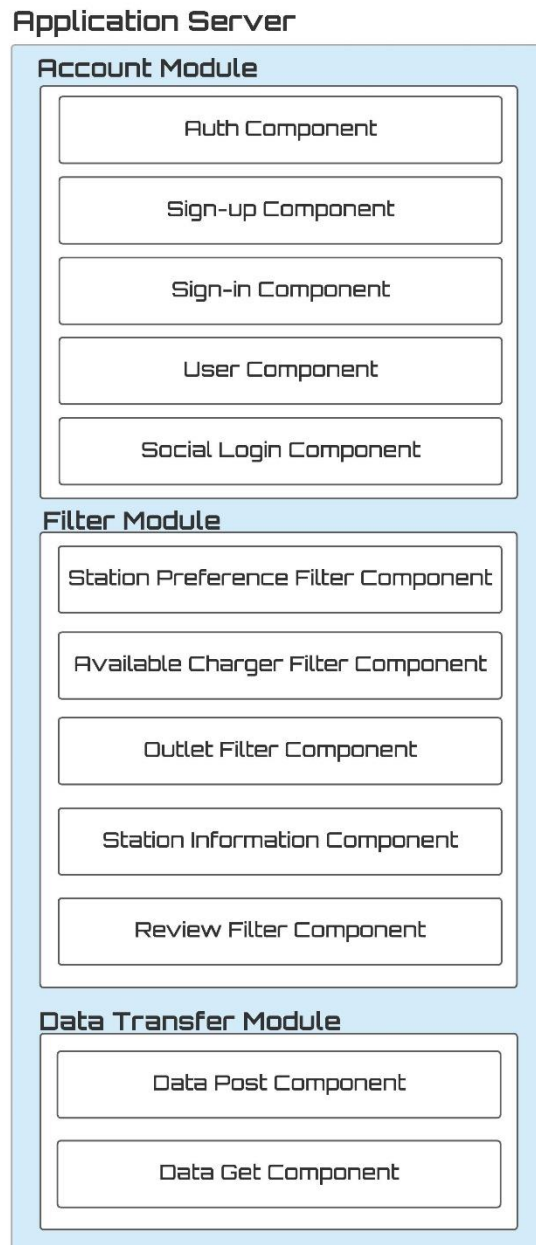 Application Server
Account Module
Auth Component
Sign-up Component
Sign-in Component
User Component
Social Login Component
Filter Module
Station Preference Filter Component
Available Charger Filter Component
Outlet Filter Component
Station Information Component
Review Filter Component
Data Transfer Module
Data Post Component
Data Get Component